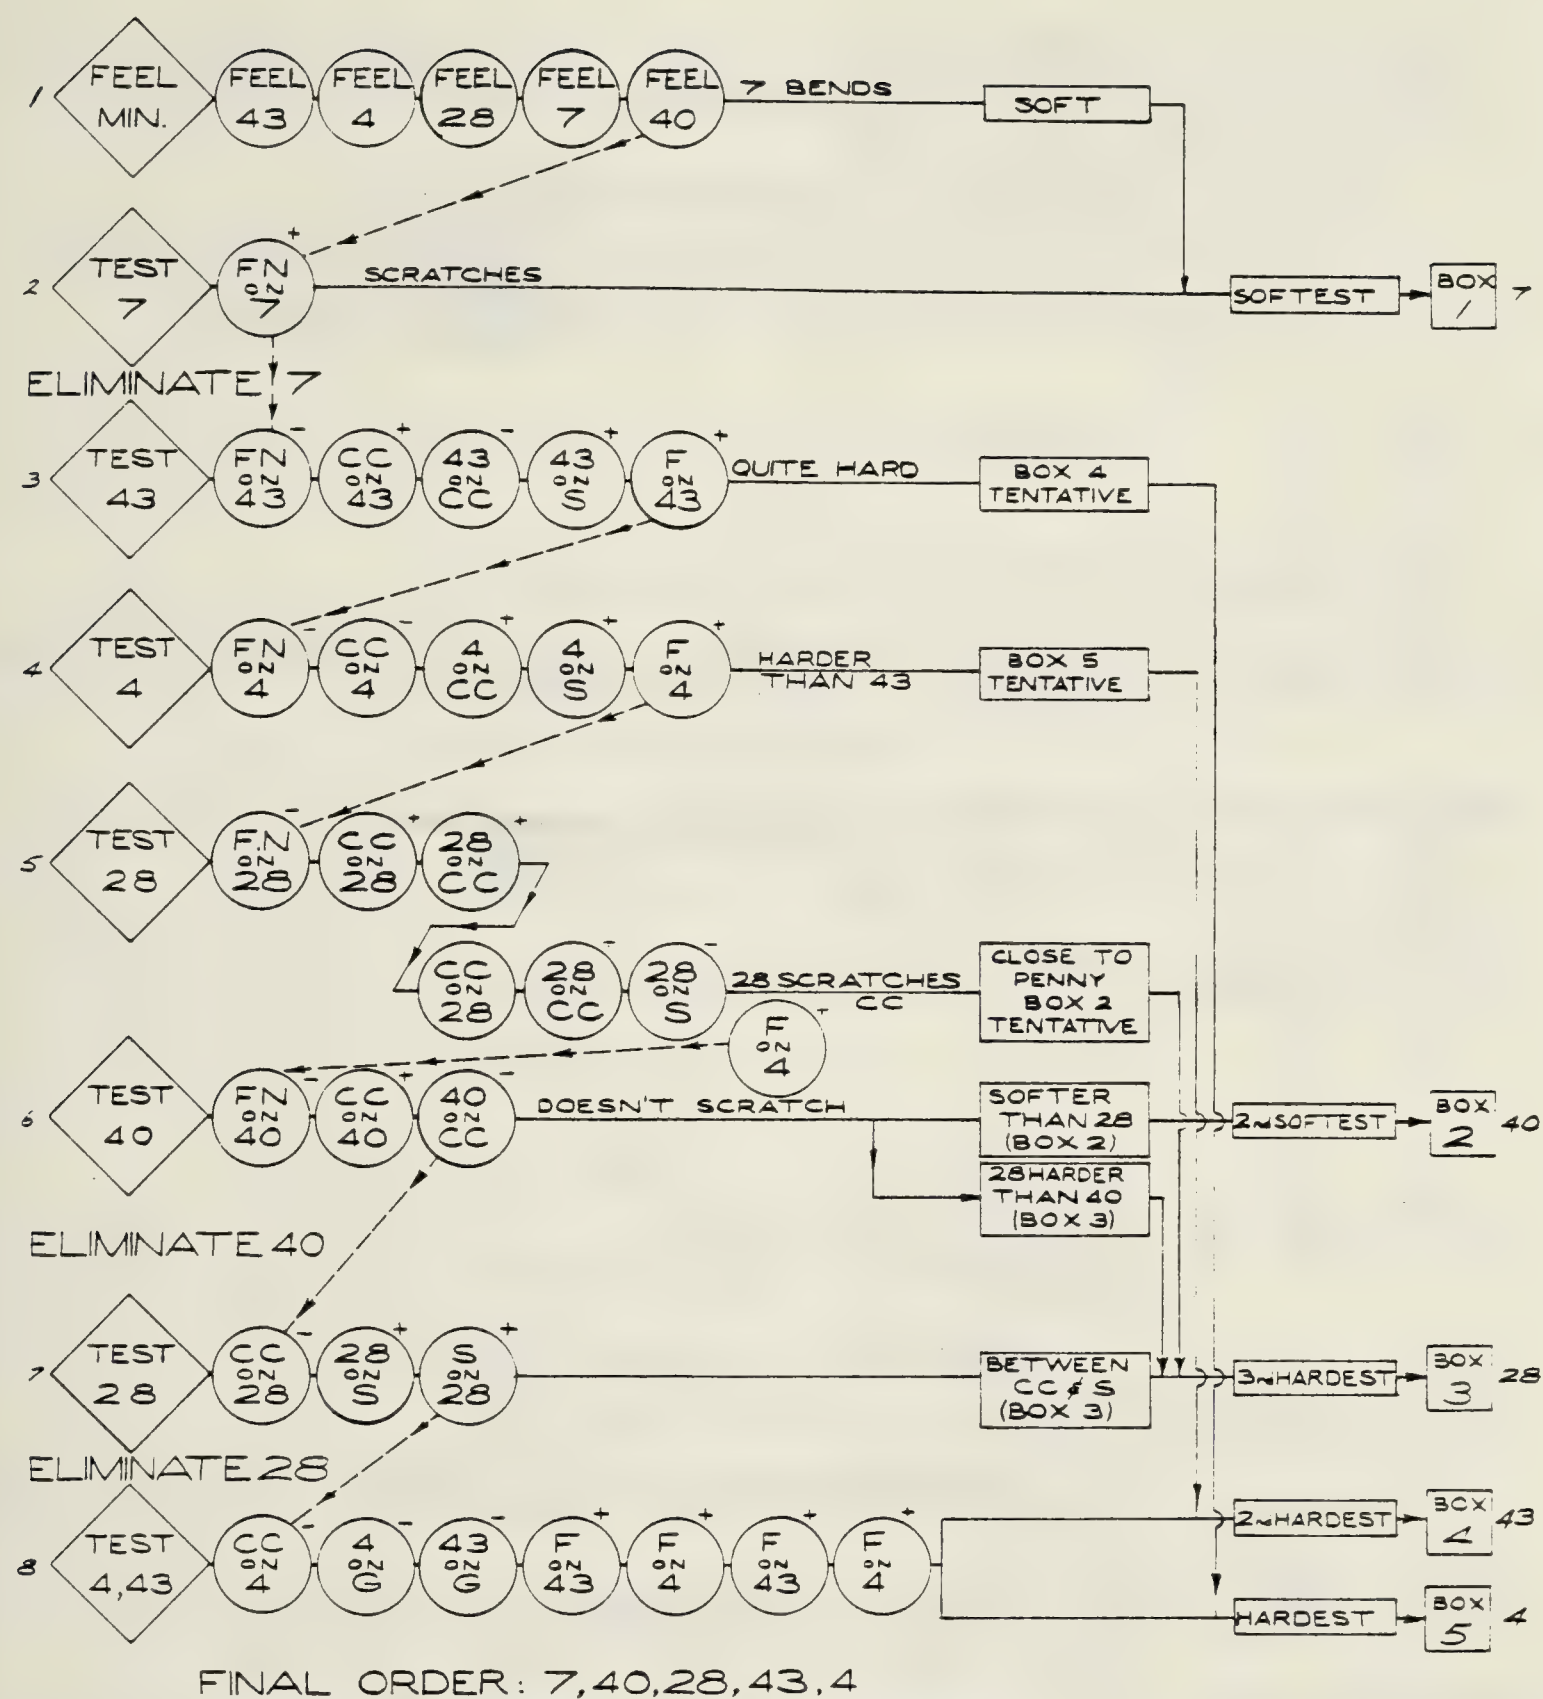 1
FEEL
MIN.
FEEL
43
FEEL
4
FEEL
28
FEEL
7
FEEL
40
7 BENDS
SOFT
2
TEST
7
FN
ON
7
+
SCRATCHES
SOFTEST
BOX
1
7
ELIMINATE 7
3
TEST
43
FN
ON
43
-
CC
ON
43
+
43
ON
CC
-
43
ON
S
+
F
ON
43
+
QUITE HARD
BOX 4
TENTATIVE
4
TEST
4
FN
ON
4
-
CC
ON
4
-
4
ON
CC
+
4
ON
S
+
F
ON
4
+
HARDER
THAN 43
BOX 5
TENTATIVE
5
TEST
28
F.N
ON
28
-
CC
ON
28
+
28
ON
CC
+
CC
ON
28
28
ON
CC
-
28
ON
S
-
28 SCRATCHES
CC
CLOSE TO
PENNY
BOX 2
TENTATIVE
F
ON
4
+
6
TEST
40
FN
ON
40
-
CC
ON
40
+
40
ON
CC
-
DOESN'T SCRATCH
SOFTER
THAN 28
(BOX 2)
2ND SOFTEST
BOX
2
40
28 HARDER
THAN 40
(BOX 3)
ELIMINATE 40
7
TEST
28
CC
ON
28
-
28
ON
S
+
S
ON
28
+
BETWEEN
CC & S
(BOX 3)
3RD HARDEST
BOX
3
28
ELIMINATE 28
8
TEST
4,43
CC
ON
4
-
4
ON
G
-
43
ON
G
-
F
ON
43
+
F
ON
4
+
F
ON
43
+
F
ON
4
+
2ND HARDEST
BOX
4
43
HARDEST
BOX
5
4
FINAL ORDER: 7,40,28,43,4